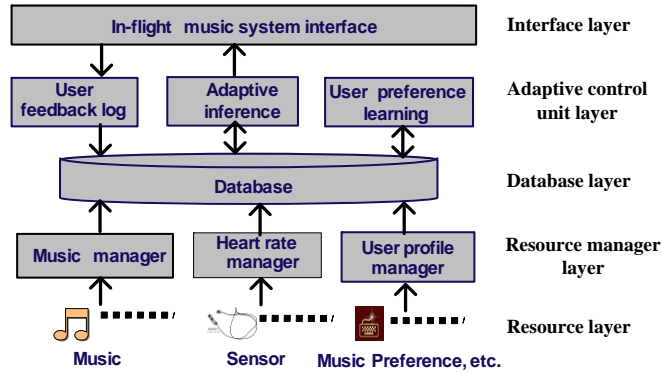 In-flight music system interface
Interface layer
User
feedback log
Adaptive
inference
User preference
learning
Adaptive control
unit layer
Database
Database layer
Music manager
Heart rate
manager
User profile
manager
Resource manager
layer
Resource layer
Music
Sensor
Music Preference, etc.